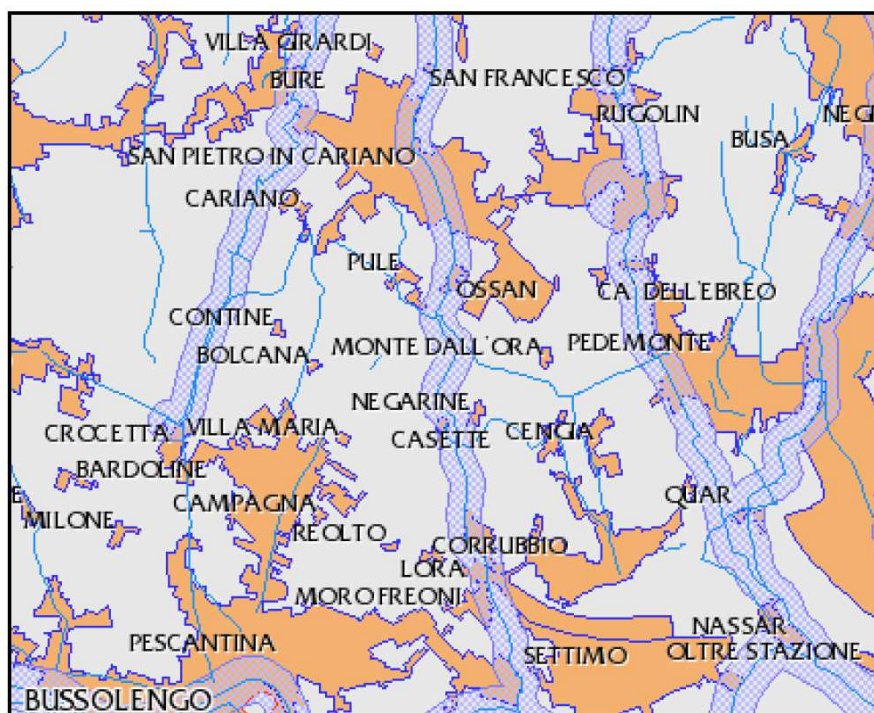 VILLA GIRARDI
BURE
SAN FRANCESCO
RUGOLIN
NEG
BUSA
SAN PIETRO IN CARIANO
CARIANO
PULE
OSSAN
CA DELL'EBREO
CONTINE
BOLCANA
MONTE DALL'ORA
PEDEMONTE
NEGARINE
CROCETTA
VILLA MARIA
CASETTE
CENGIA
BARDOLINE
E
CAMPAGNA
QUAR
MILONE
REOLTO
CORRUBBIO
LORA
MOROFREONI
NASSAR
PESCANTINA
SETTIMO
OLTRE STAZIONE
BUSSOLENGO